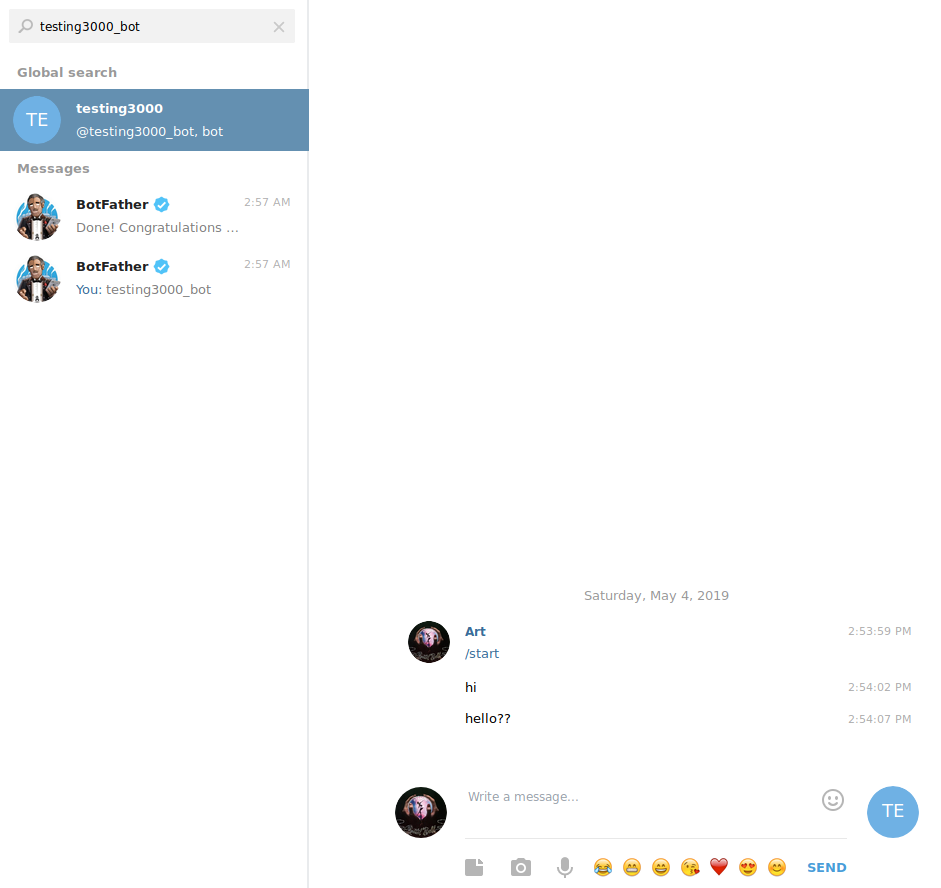 testing3000_bot
Global search
TE
testing3000
@testing3000_bot, bot
Messages
BotFather
2:57 AM
Done! Congratulations ...
BotFather
2:57 AM
You: testing3000_bot
Saturday, May 4, 2019
Art
2:53:59 PM
/start
hi
2:54:02 PM
hello??
2:54:07 PM
Write a message...
TE
SEND